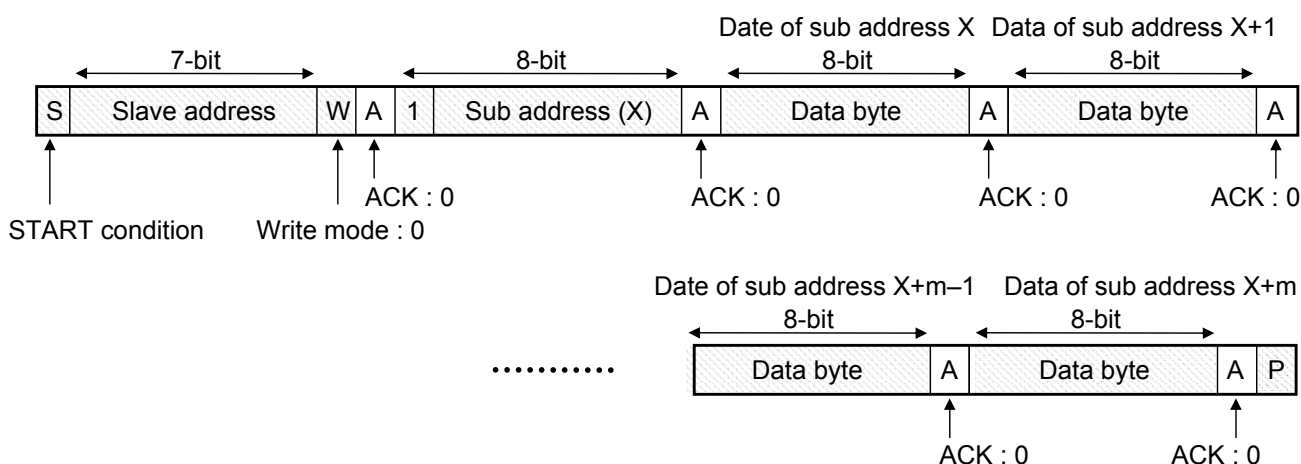 Date of sub address X Data of sub address X+1
7-bit 8-bit 8-bit 8-bit
S Slave address W A 1 Sub address (X) A Data byte A Data byte A
ACK : 0 ACK : 0 ACK : 0 ACK : 0
START condition Write mode : 0
Date of sub address X+m–1 Data of sub address X+m
8-bit 8-bit
Data byte A Data byte A P
ACK : 0 ACK : 0